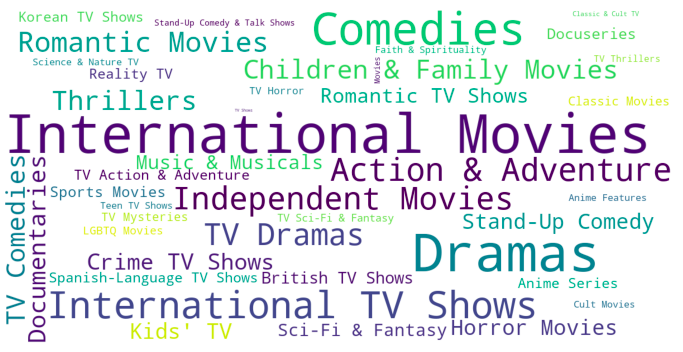 Korean TV Shows
Stand-Up Comedy & Talk Shows
Comedies
Classic & Cult TV
Romantic Movies
Docuseries
Faith & Spirituality
Science & Nature TV
Reality TV
Children & Family Movies
Movies
TV Thrillers
Thrillers
TV Horror
Romantic TV Shows
Classic Movies
TV Shows
International Movies
TV Comedies
Documentaries
Music & Musicals
Action & Adventure
TV Action & Adventure
Sports Movies
Independent Movies
Anime Features
Teen TV Shows
TV Mysteries
TV Sci-Fi & Fantasy
Stand-Up Comedy
LGBTQ Movies
TV Dramas
Dramas
Crime TV Shows
Spanish-Language TV Shows
British TV Shows
Anime Series
International TV Shows
Cult Movies
Kids' TV
Sci-Fi & Fantasy
Horror Movies